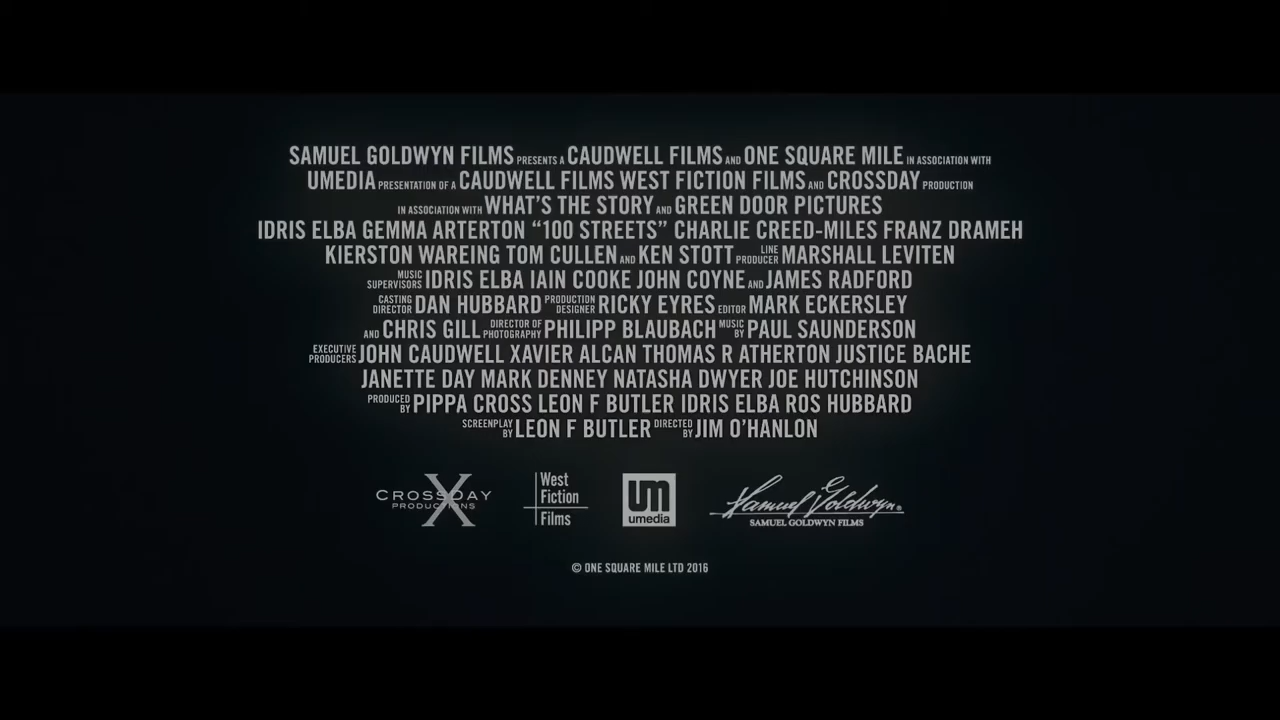 SAMUEL GOLDWYN FILMS PRESENTS A CAUDWELL FILMS AND ONE SQUARE MILE IN ASSOCIATION WITH
UMEDIA PRESENTATION OF A CAUDWELL FILMS WEST FICTION FILMS AND CROSSDAY PRODUCTION
IN ASSOCIATION WITH WHAT'S THE STORY AND GREEN DOOR PICTURES
IDRIS ELBA GEMMA ARTERTON “100 STREETS” CHARLIE CREED-MILES FRANZ DRAMEH
KIERSTON WAREING TOM CULLEN AND KEN STOTT LINE PRODUCER MARSHALL LEVITEN
MUSIC SUPERVISORS IDRIS ELBA IAIN COOKE JOHN COYNE AND JAMES RADFORD
CASTING DIRECTOR DAN HUBBARD PRODUCTION DESIGNER RICKY EYRES EDITOR MARK ECKERSLEY
AND CHRIS GILL DIRECTOR OF PHOTOGRAPHY PHILIPP BLAUBACH MUSIC BY PAUL SAUNDERSON
EXECUTIVE PRODUCERS JOHN CAUDWELL XAVIER ALCAN THOMAS R ATHERTON JUSTICE BACHE
JANETTE DAY MARK DENNEY NATASHA DWYER JOE HUTCHINSON
PRODUCED BY PIPPA CROSS LEON F BUTLER IDRIS ELBA ROS HUBBARD
SCREENPLAY BY LEON F BUTLER DIRECTED BY JIM O'HANLON
X
CROSSDAY
PRODUCTIONS
West
Fiction
Films
um
umedia
Samuel Goldwyn®
SAMUEL GOLDWYN FILMS
© ONE SQUARE MILE LTD 2016